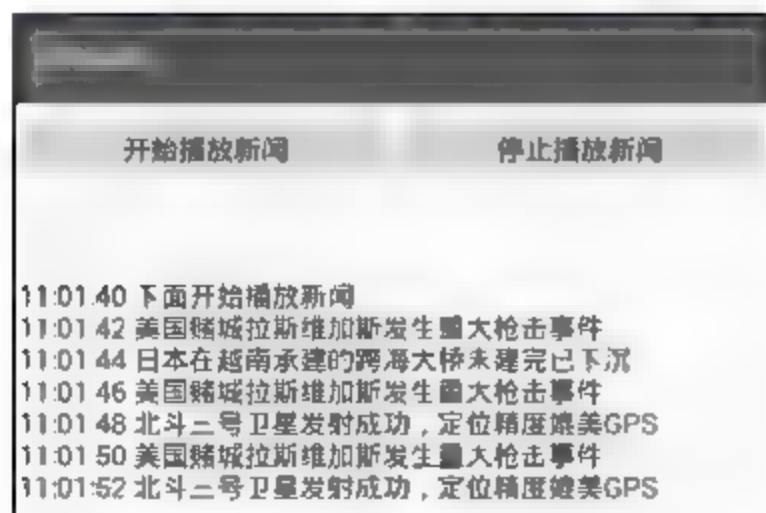 开始播放新闻
停止播放新闻
11:01:40 下面开始播放新闻
11:01:42 美国赌城拉斯维加斯发生重大枪击事件
11:01:44 日本在越南承建的跨海大桥未建完已下沉
11:01:46 美国赌城拉斯维加斯发生重大枪击事件
11:01:48 北斗三号卫星发射成功，定位精度媲美GPS
11:01:50 美国赌城拉斯维加斯发生重大枪击事件
11:01:52 北斗三号卫星发射成功，定位精度媲美GPS